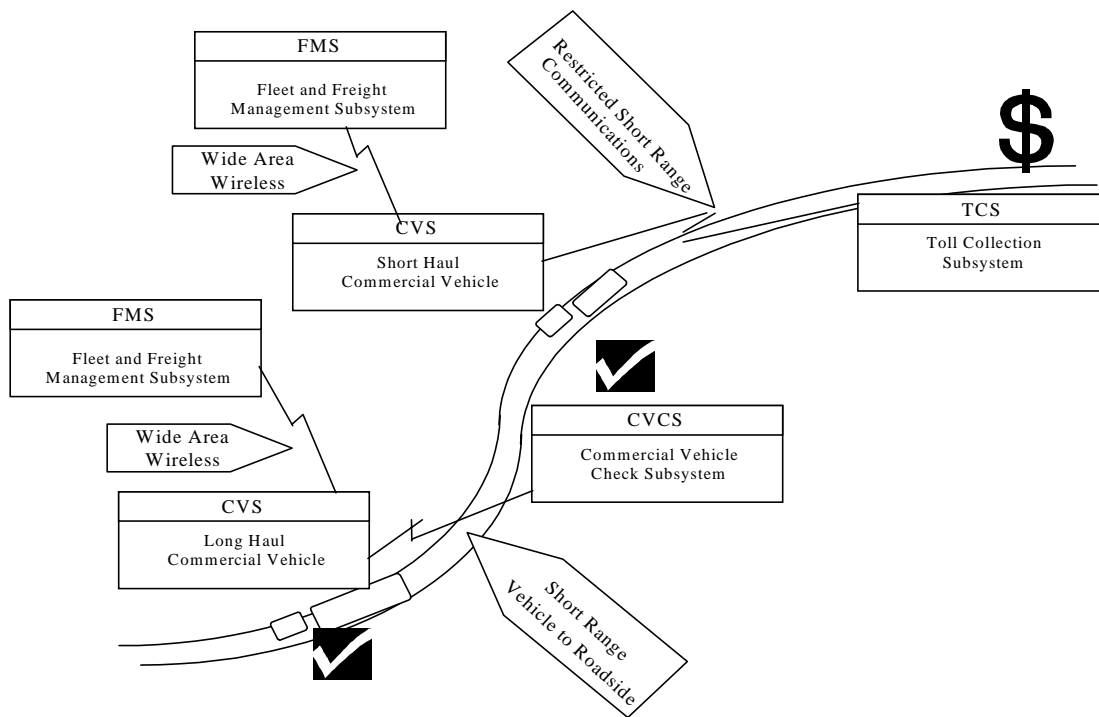 FMS
Fleet and Freight
Management Subsystem
Wide Area
Wireless
Restricted Short Range
Communications
$
CVS
Short Haul
Commercial Vehicle
TCS
Toll Collection
Subsystem
FMS
Fleet and Freight
Management Subsystem
Wide Area
Wireless
CVCS
Commercial Vehicle
Check Subsystem
CVS
Long Haul
Commercial Vehicle
Short Range
Vehicle to Roadside